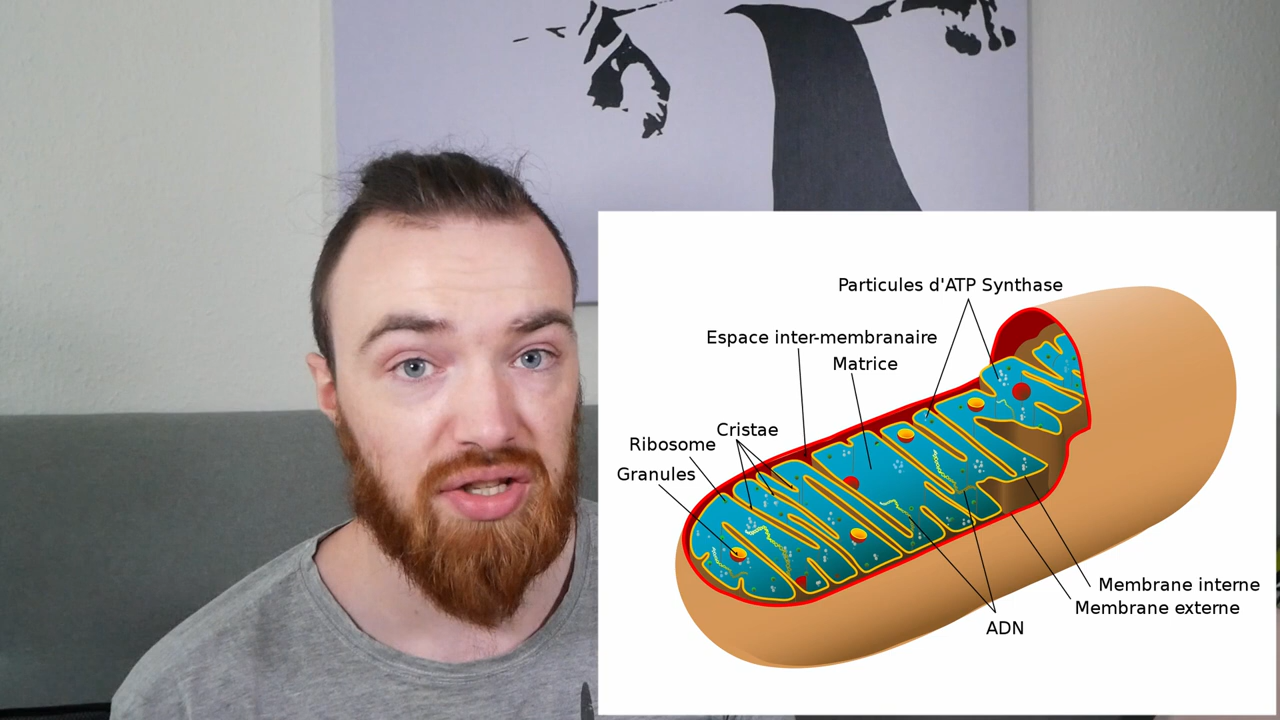 Particules d'ATP Synthase
Espace inter-membranaire
Matrice
Cristae
Ribosome
Granules
Membrane interne
Membrane externe
ADN